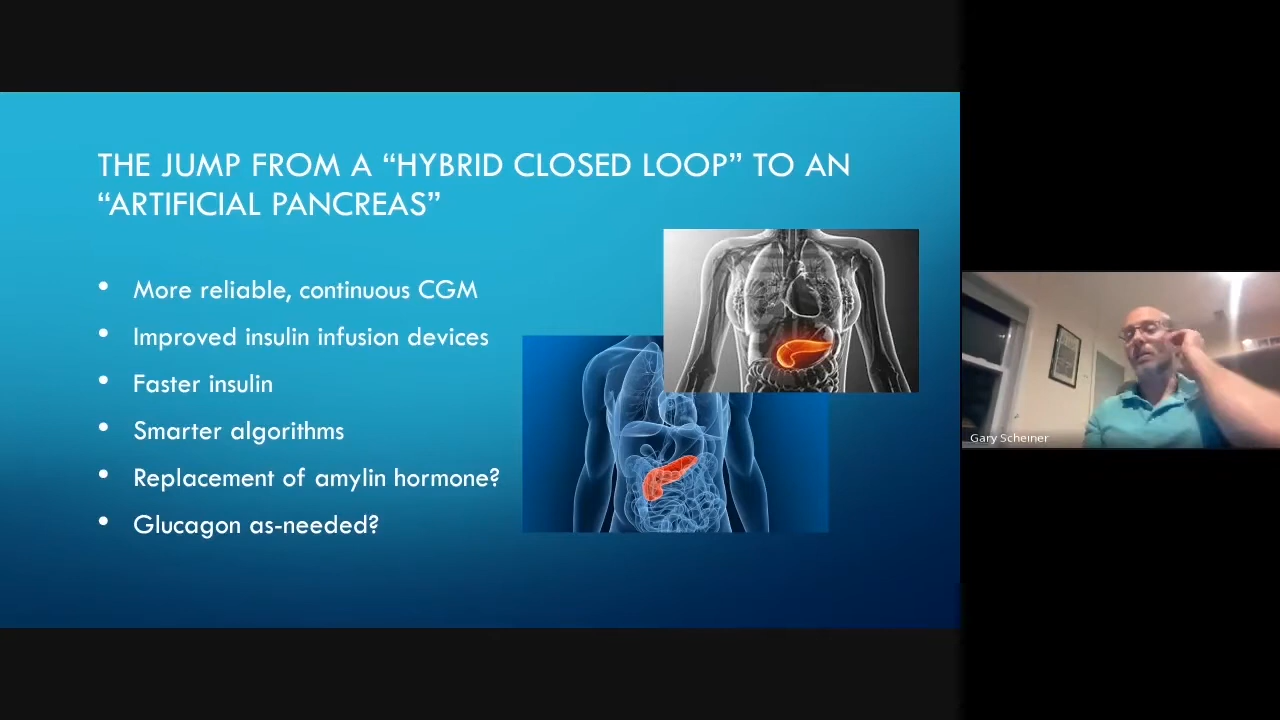 THE JUMP FROM A “HYBRID CLOSED LOOP” TO AN
“ARTIFICIAL PANCREAS”
• More reliable, continuous CGM
• Improved insulin infusion devices
• Faster insulin
• Smarter algorithms
• Replacement of amylin hormone?
• Glucagon as-needed?
Gary Scheiner